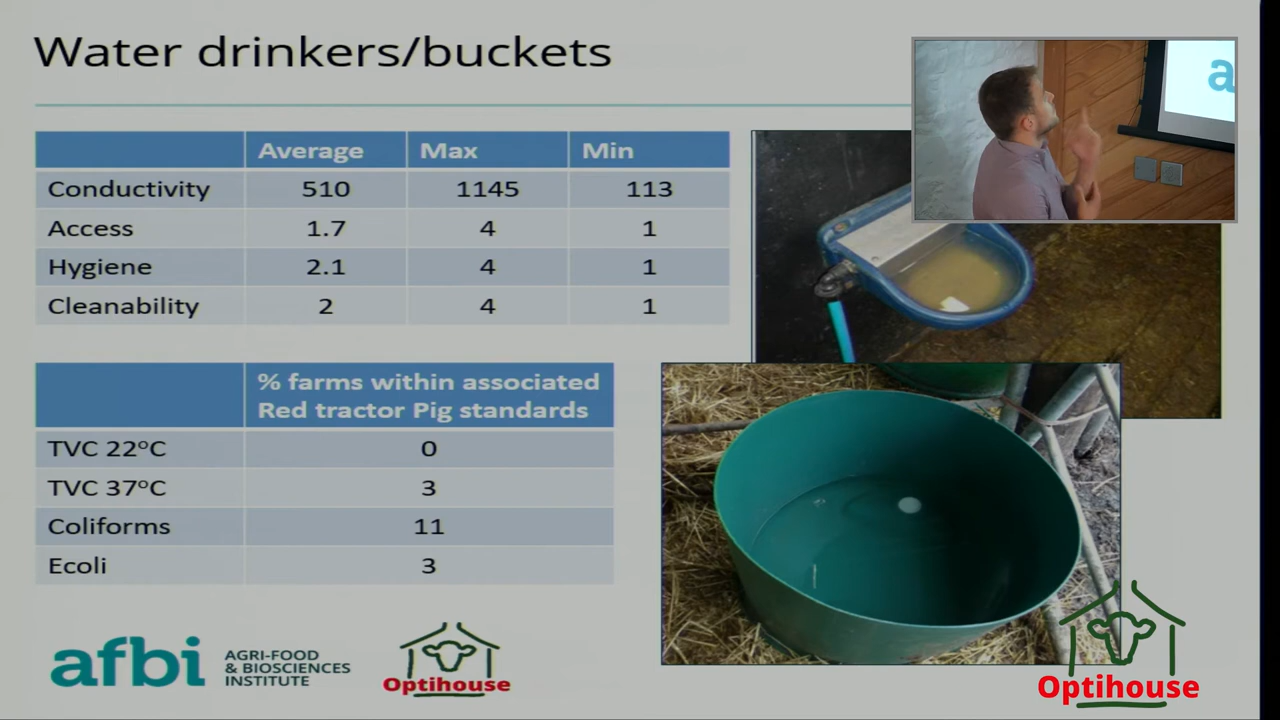 Water drinkers/buckets
Average Max Min
Conductivity 510 1145 113
Access 1.7 4 1
Hygiene 2.1 4 1
Cleanability 2 4 1
% farms within associated
Red tractor Pig standards
TVC 22°C 0
TVC 37°C 3
Coliforms 11
Ecoli 3
afbi
AGRI-FOOD
& BIOSCIENCES
INSTITUTE
Optihouse
Optihouse
a